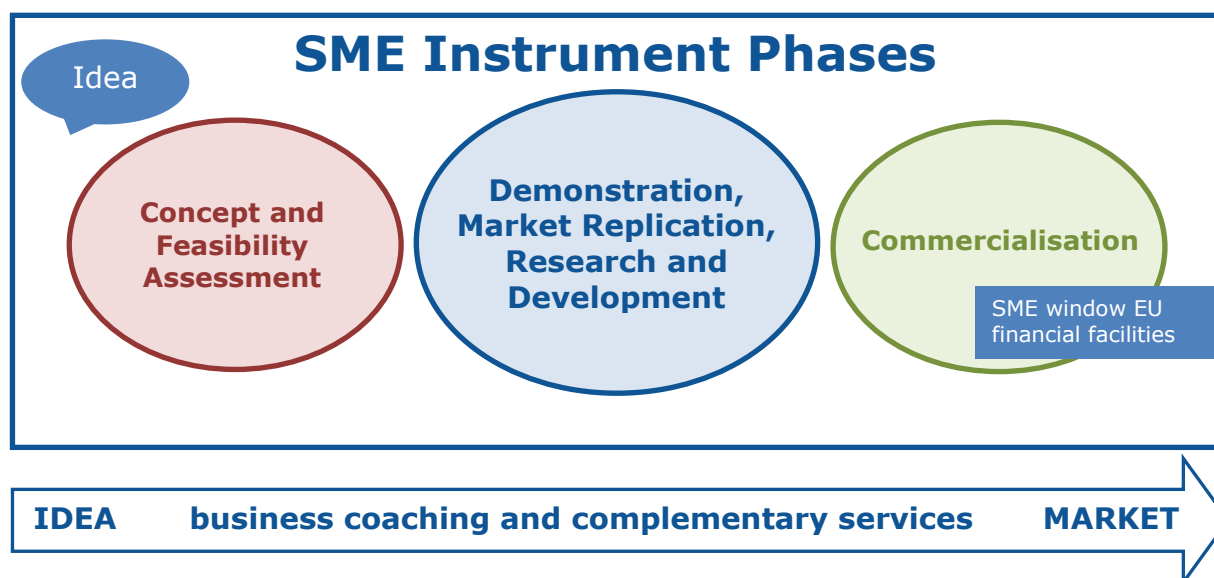 SME Instrument Phases
Idea
Concept and
Feasibility
Assessment
Demonstration,
Market Replication,
Research and
Development
Commercialisation
SME window EU
financial facilities
IDEA business coaching and complementary services MARKET